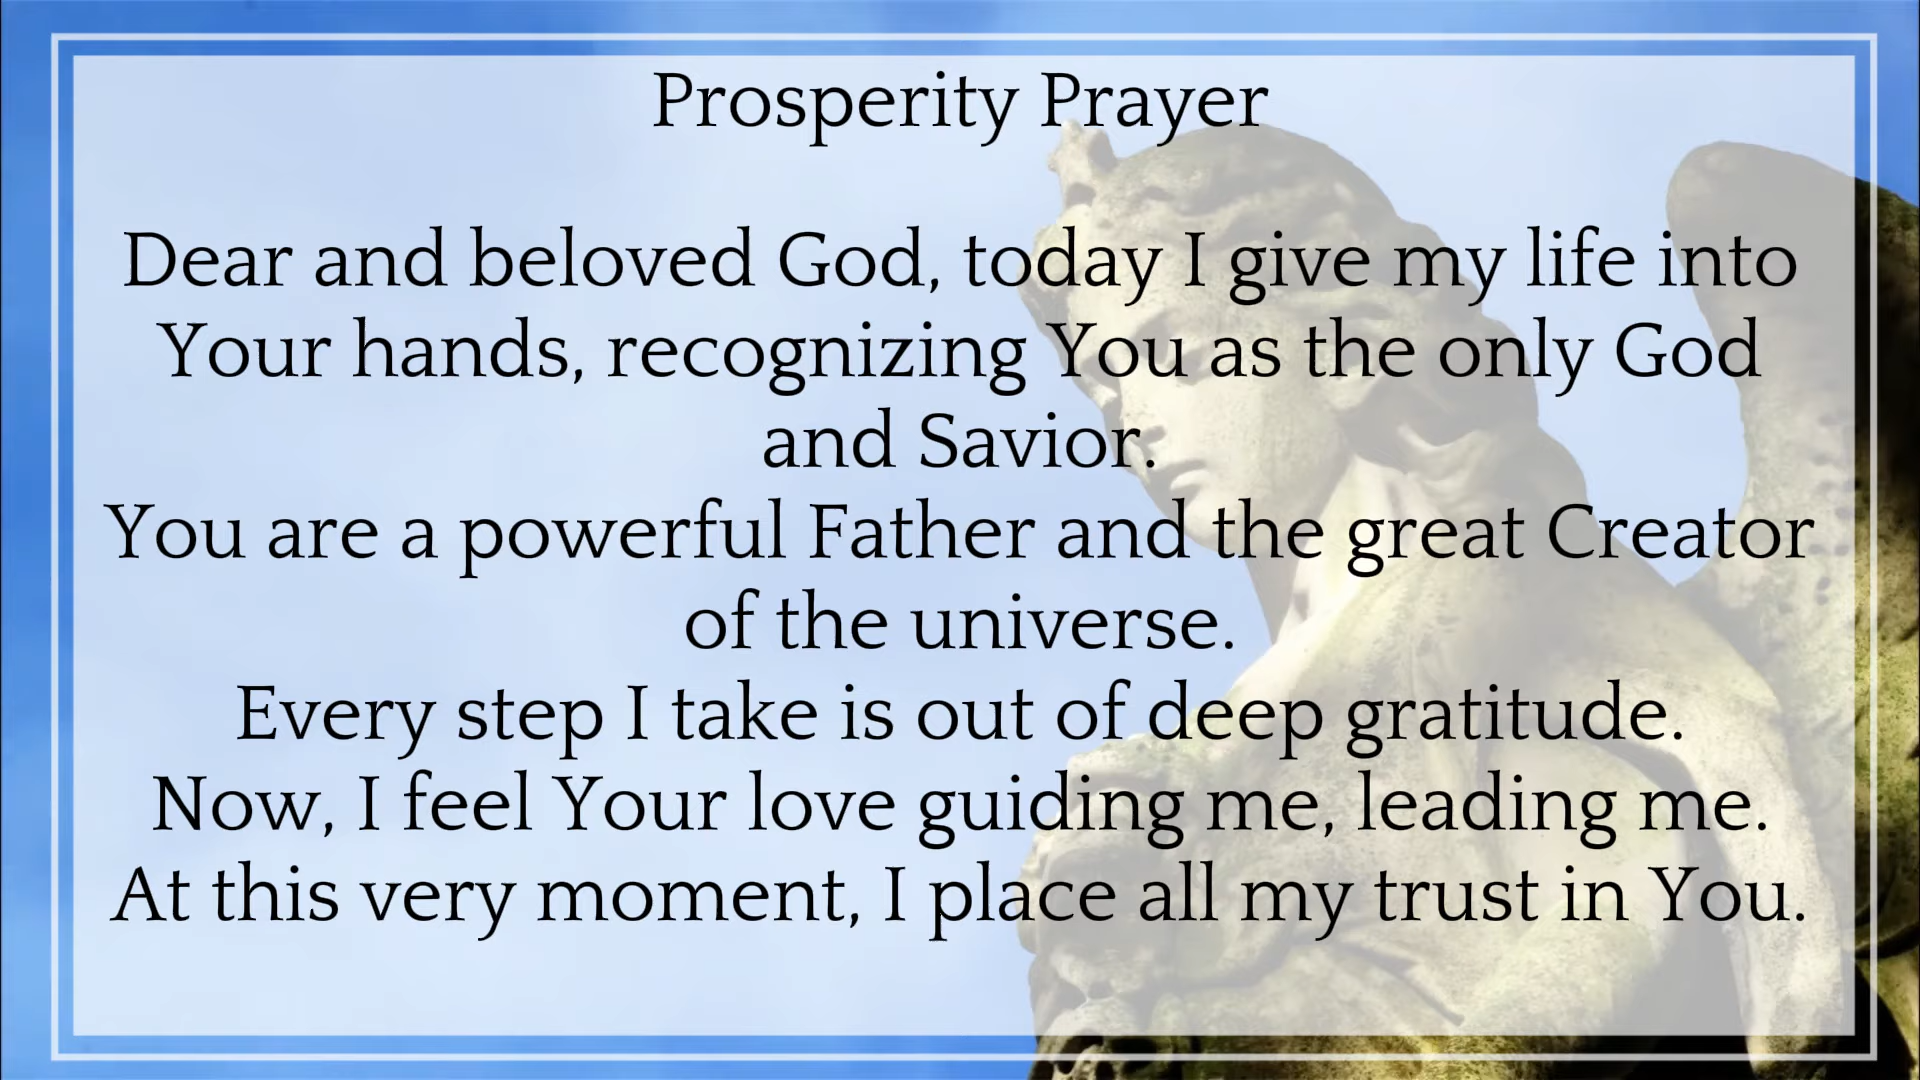 Prosperity Prayer
Dear and beloved God, today I give my life into
Your hands, recognizing You as the only God
and Savior.
You are a powerful Father and the great Creator
of the universe.
Every step I take is out of deep gratitude.
Now, I feel Your love guiding me, leading me.
At this very moment, I place all my trust in You.